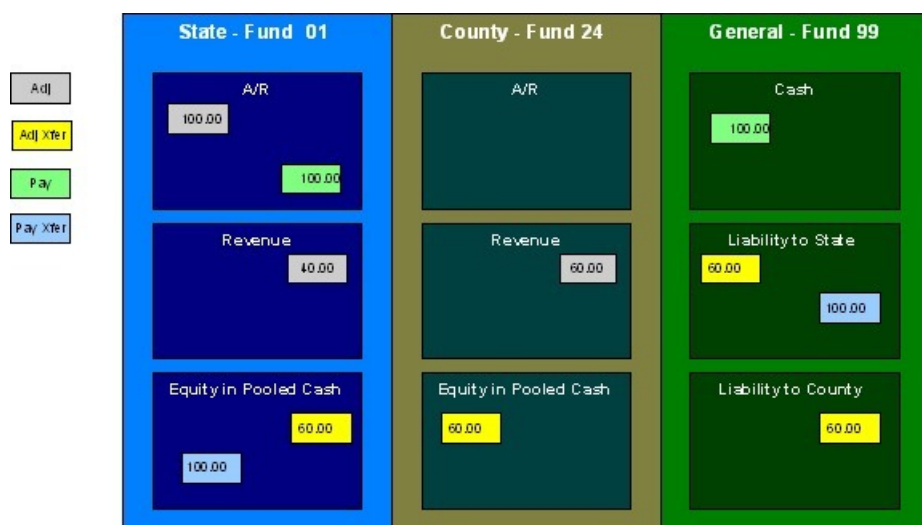 State - Fund 01
County - Fund 24
General - Fund 99
Adj
Adj Xfer
Pay
Pay Xfer
A/R
100.00
100.00
A/R
Cash
100.00
Revenue
40.00
Revenue
60.00
Liability to State
60.00
100.00
Equity in Pooled Cash
60.00
100.00
Equity in Pooled Cash
60.00
Liability to County
60.00